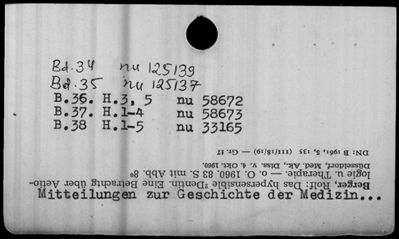 Bd. 34 nu 125139
Bd. 35 nu 125137
B.36. H.3, 5 nu 58672
B.37. H.1-4 nu 58673
B.38 H.1-5 nu 33165
Mitteilungen zur Geschichte der Medizin...
Berger, Rolf: Das hypersensible Dentin. Eine Betrachtg über Aetio-
logie u. Therapie. — o. O. 1960. 83 S. mit Abb. 8°
Düsseldorf, Med. Ak., Diss. v. 4. Okt. 1960.
DN: B 1961, 5, 135 (III/18/19) — Gr. 17